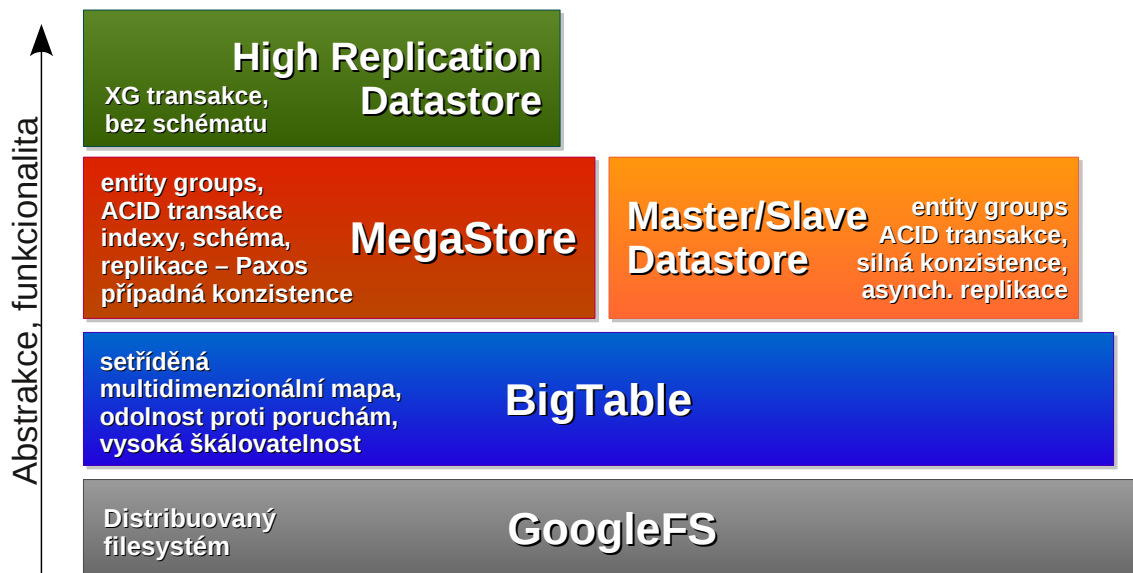 Abstrakce, funkcionalita
High Replication
Datastore
XG transakce,
bez schématu
entity groups,
ACID transakce
indexy, schéma,
replikace – Paxos
případná konzistence
MegaStore
Master/Slave
Datastore
entity groups
ACID transakce,
silná konzistence,
asynch. replikace
setříděná
multidimenzionální mapa,
odolnost proti poruchám,
vysoká škálovatelnost
BigTable
Distribuovaný
filesystém
GoogleFS